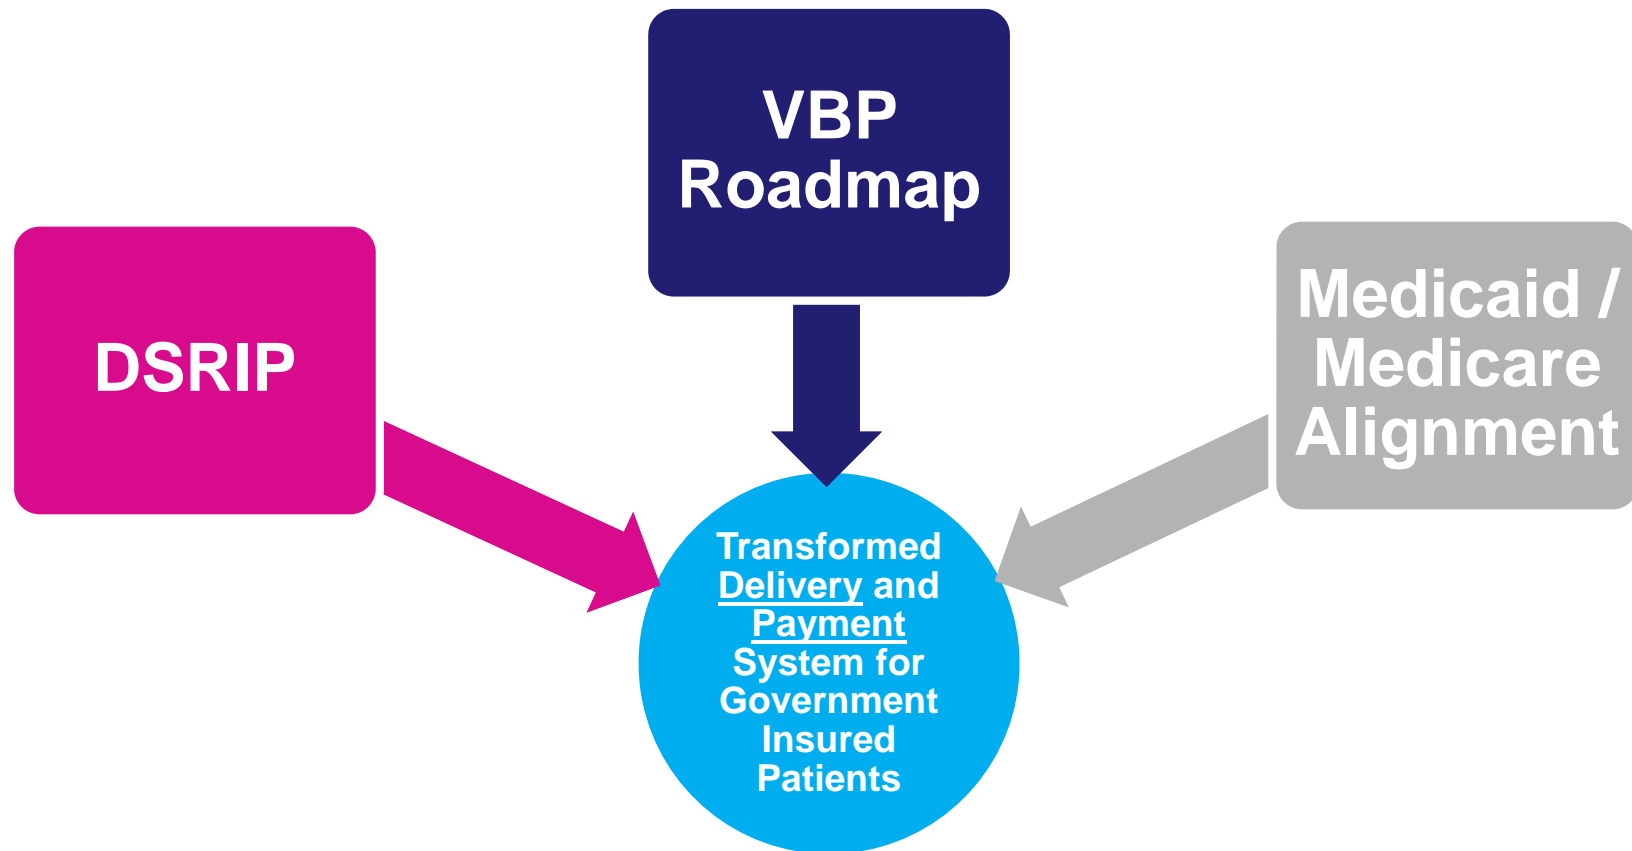 VBP
Roadmap
DSRIP
Medicaid /
Medicare
Alignment
Transformed
Delivery and
Payment
System for
Government
Insured
Patients